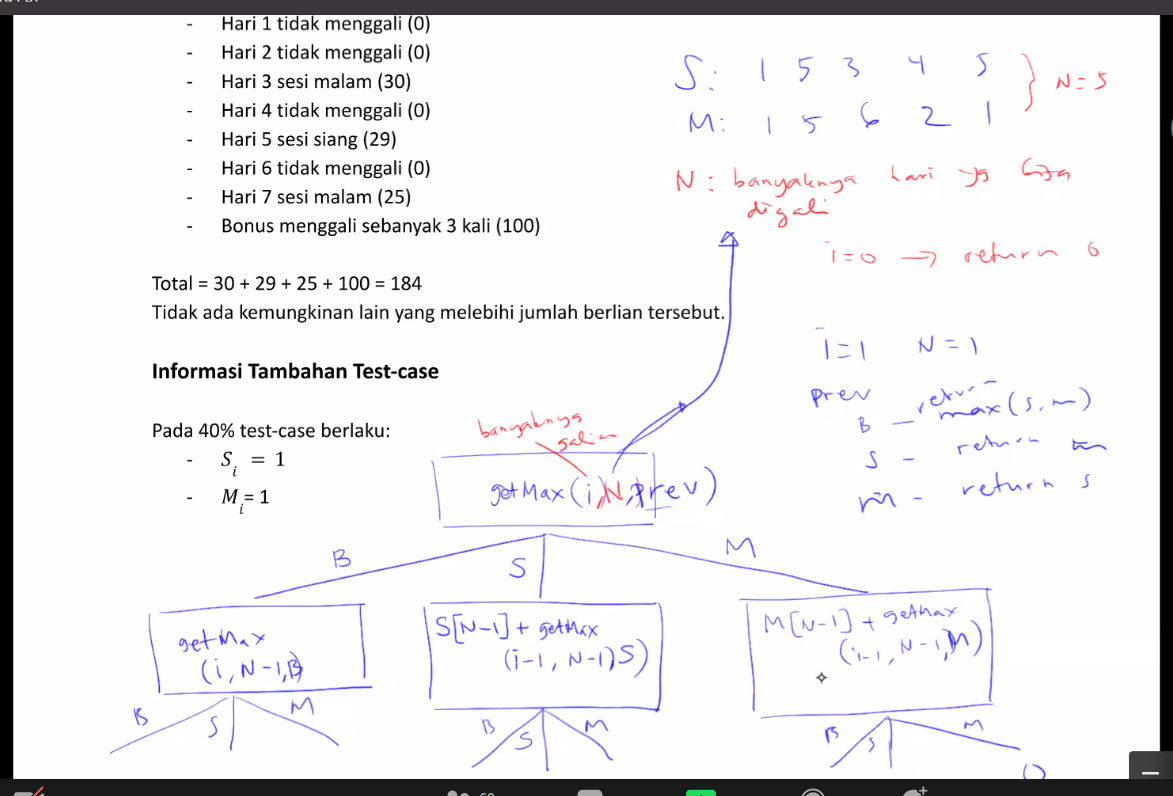 - Hari 1 tidak menggali (0)
- Hari 2 tidak menggali (0)
- Hari 3 sesi malam (30)
- Hari 4 tidak menggali (0)
- Hari 5 sesi siang (29)
- Hari 6 tidak menggali (0)
- Hari 7 sesi malam (25)
- Bonus menggali sebanyak 3 kali (100)
Total = 30 + 29 + 25 + 100 = 184
Tidak ada kemungkinan lain yang melebihi jumlah berlian tersebut.
Informasi Tambahan Test-case
Pada 40% test-case berlaku:
- S_i = 1
- M_i = 1
S: 1 5 3 4 5
M: 1 5 6 2 1
} N = 5
N : banyaknya hari yg bisa
digali
i=0 → return 0
i=1 N=1
prev return
B — max(s,m)
S - return m
m - return s
banyaknya
galian
getMax(i,N,prev)
B S M
getMax
(i, N-1, B)
S[N-1] + getMax
(i-1, N-1, S)
M[N-1] + getMax
(i-1, N-1, M)
B S M
B S M
B S M